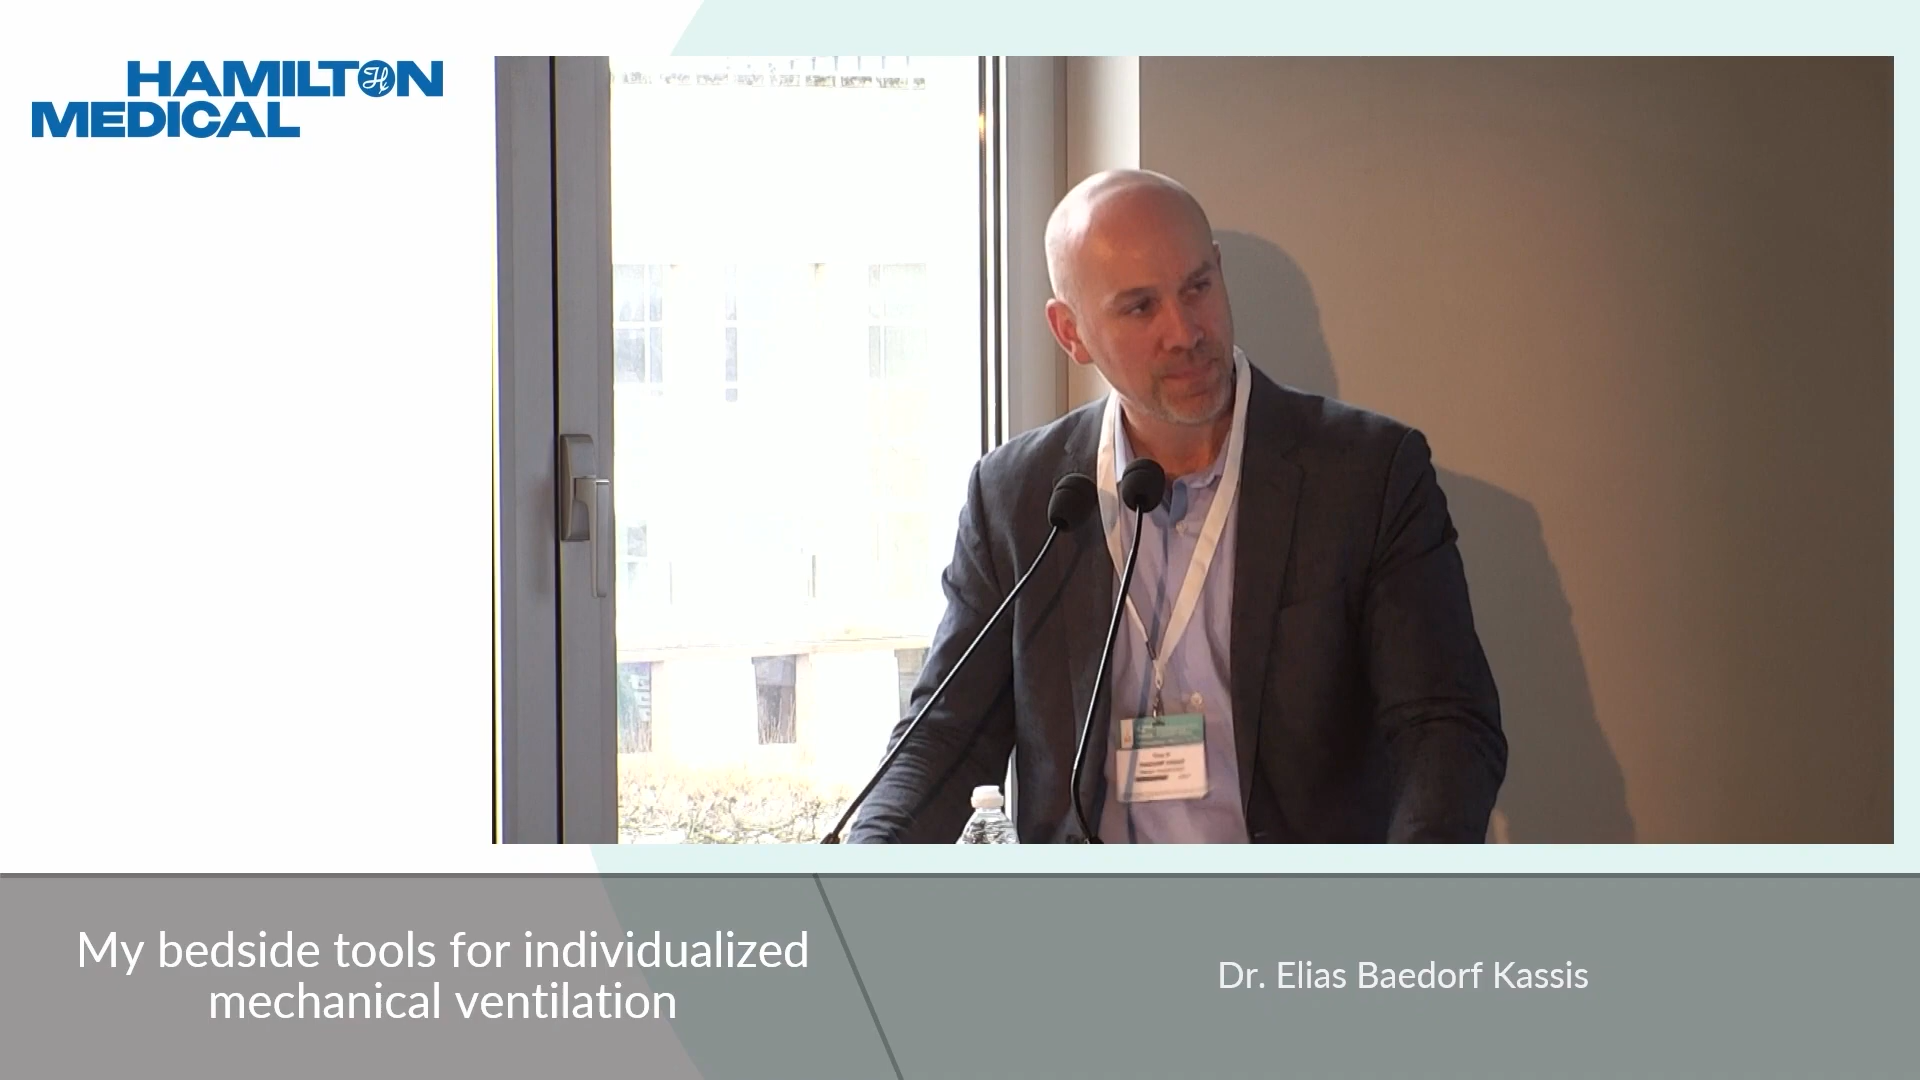 HAMILTON
MEDICAL
My bedside tools for individualized
mechanical ventilation
Dr. Elias Baedorf Kassis